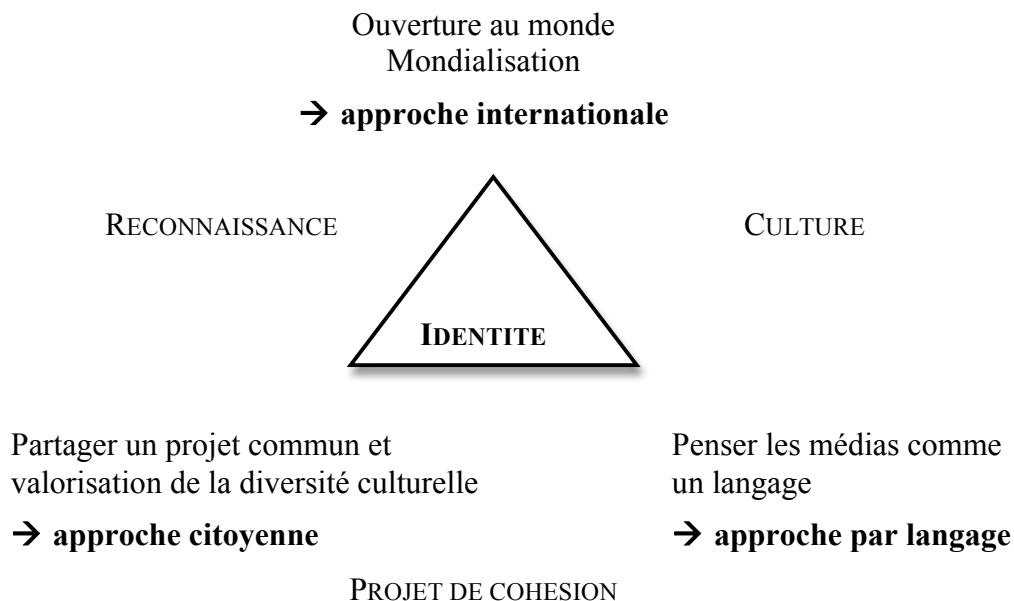 Ouverture au monde
Mondialisation
→ approche internationale
RECONNAISSANCE
CULTURE
IDENTITE
Partager un projet commun et
valorisation de la diversité culturelle
→ approche citoyenne
Penser les médias comme
un langage
→ approche par langage
PROJET DE COHESION